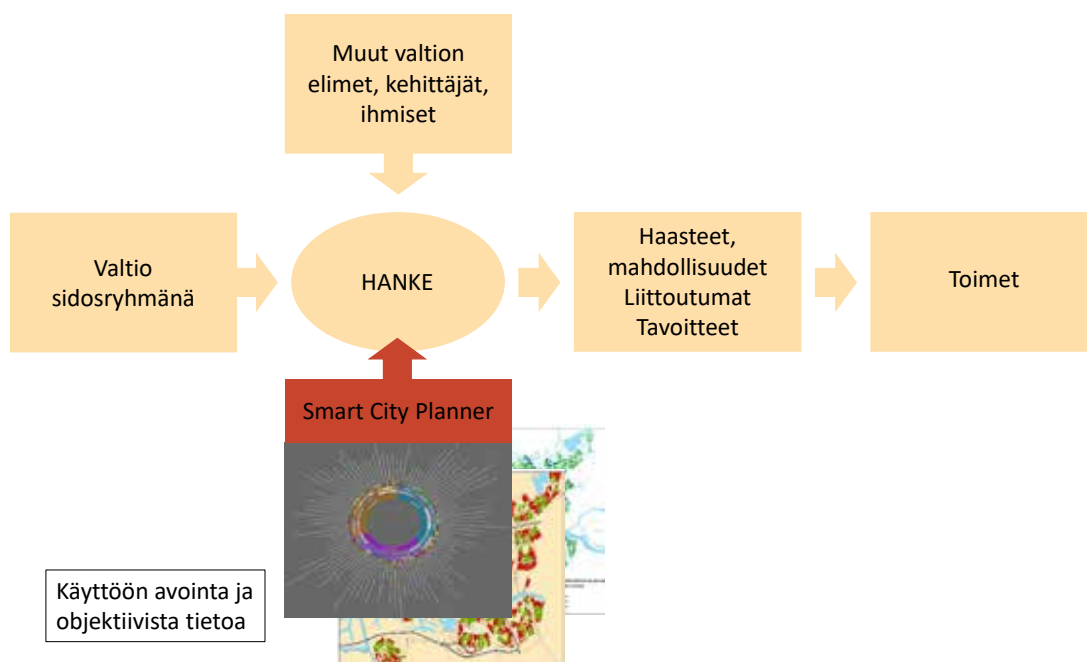 Muut valtion
elimet, kehittäjät,
ihmiset
Valtio
sidosryhmänä
HANKE
Haasteet,
mahdollisuudet
Liittoutumat
Tavoitteet
Toimet
Smart City Planner
Käyttöön avointa ja
objektiivista tietoa